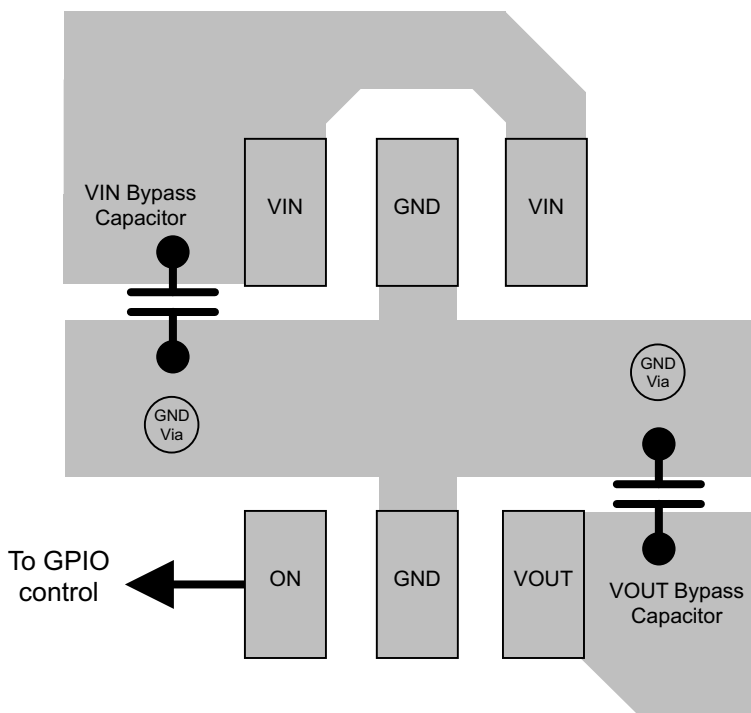 VIN Bypass
Capacitor
VIN
GND
VIN
GND
Via
GND
Via
To GPIO
control
ON
GND
VOUT
VOUT Bypass
Capacitor